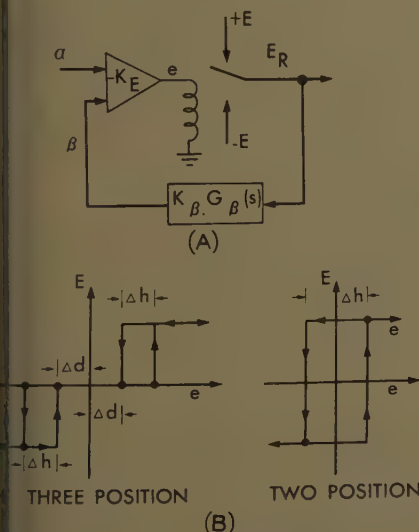 +E
α
-K_E
e
E_R
β
-E
K_β. G_β(s)
(A)
E
Δh
Δd
e
Δd
Δh
E
Δh
e
THREE POSITION
TWO POSITION
(B)